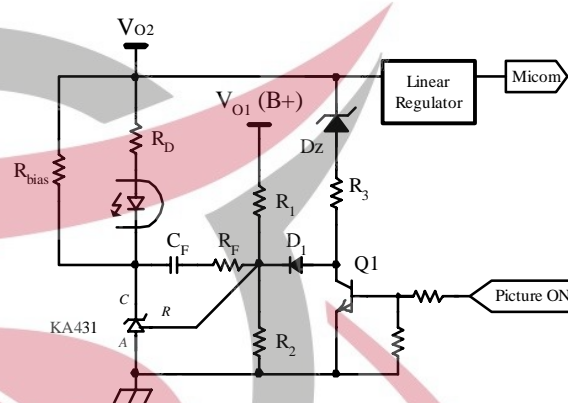 VO2
Linear
Regulator
Micom
VO1 (B+)
RD
Dz
Rbias
R3
R1
CF
RF
D1
Q1
C
R
Picture ON
KA431
A
R2